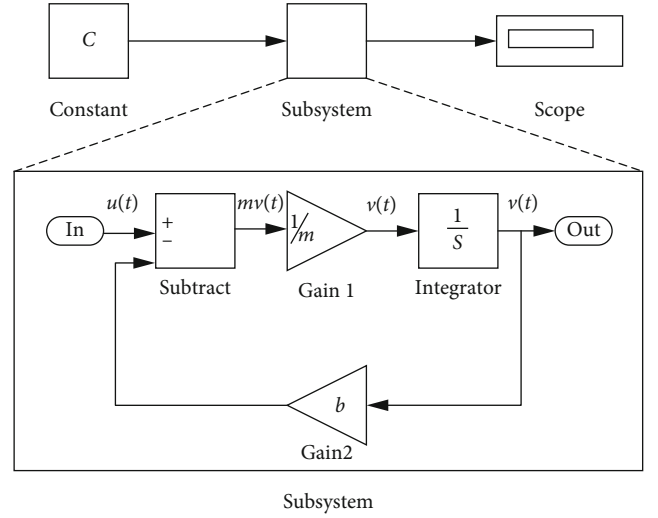 C
Constant
Subsystem
Scope
In
u(t)
+
−
Subtract
mv(t)
1/m
Gain 1
v(t)
1
S
Integrator
v(t)
Out
b
Gain2
Subsystem